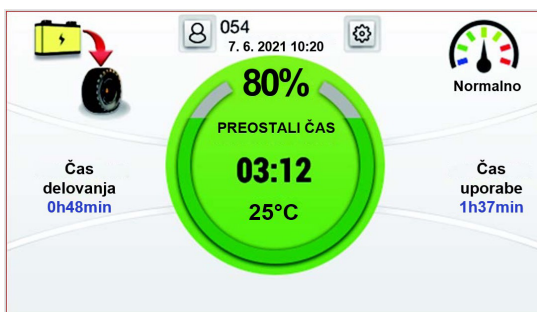 054
7. 6. 2021 10:20
80%
PREOSTALI ČAS
03:12
25°C
Normalno
Čas
delovanja
0h48min
Čas
uporabe
1h37min